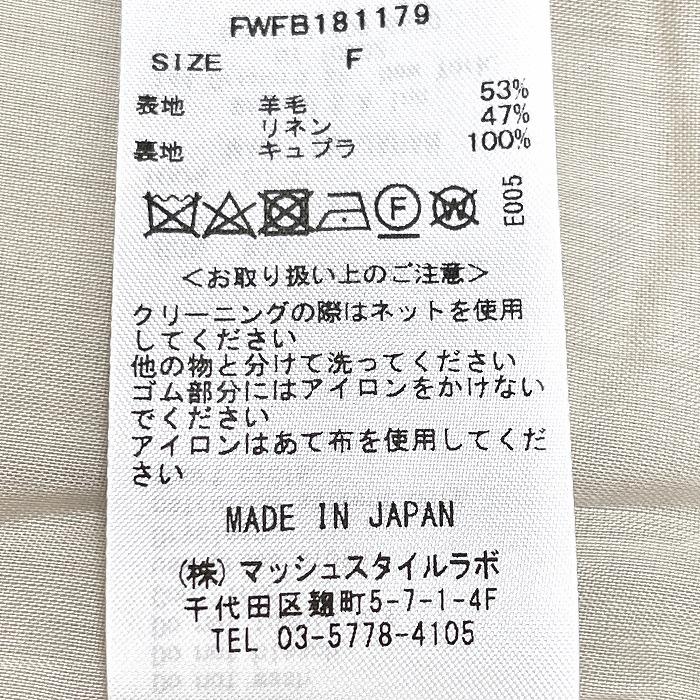 FWFB181179
SIZE F
表地 羊毛 53%
リネン 47%
裏地 キュプラ 100%
F W E005
<お取り扱い上のご注意>
クリーニングの際はネットを使用
してください
他の物と分けて洗ってください
ゴム部分にはアイロンをかけない
でください
アイロンはあて布を使用してくだ
さい
MADE IN JAPAN
(株)マッシュスタイルラボ
千代田区麹町5-7-1-4F
TEL 03-5778-4105
Do not wash